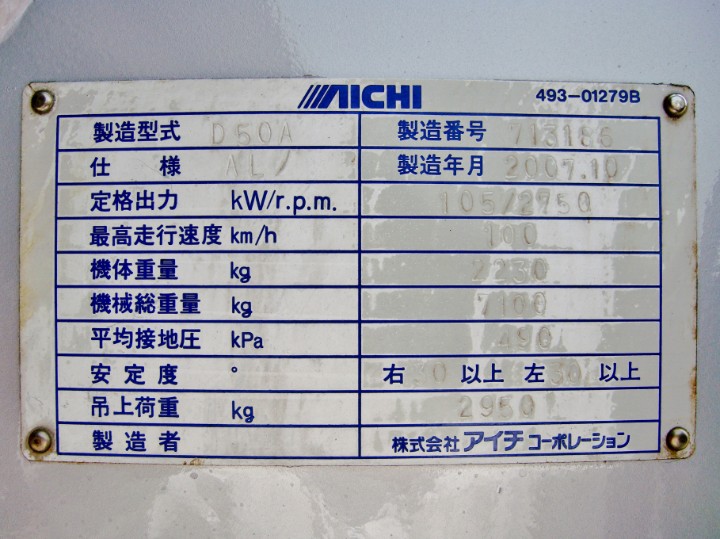 AICHI 493-01279B
製造型式 D50A 製造番号 713186
仕 様 AL 製造年月 2007.10
定格出力 kW/r.p.m. 105/2750
最高走行速度 km/h 100
機体重量 kg 2230
機械総重量 kg 7100
平均接地圧 kPa 490
安定度 ° 右 以上 左 30 以上
吊上荷重 kg 2950
製造者 株式会社 アイチ コーポレーション